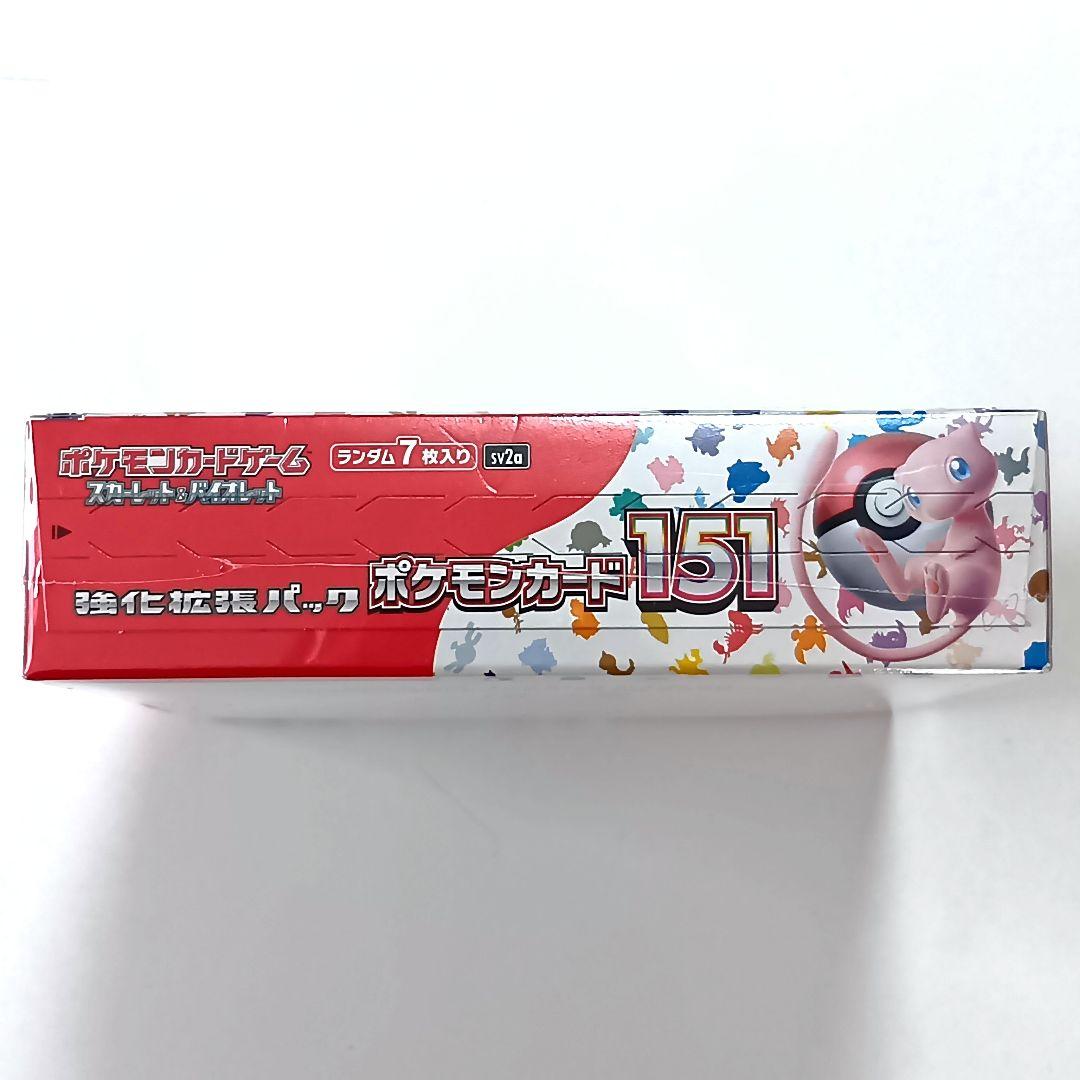 ポケモンカードゲーム
スカーレット&バイオレット
ランダム7枚入り
sv2a
強化拡張パック
ポケモンカード151